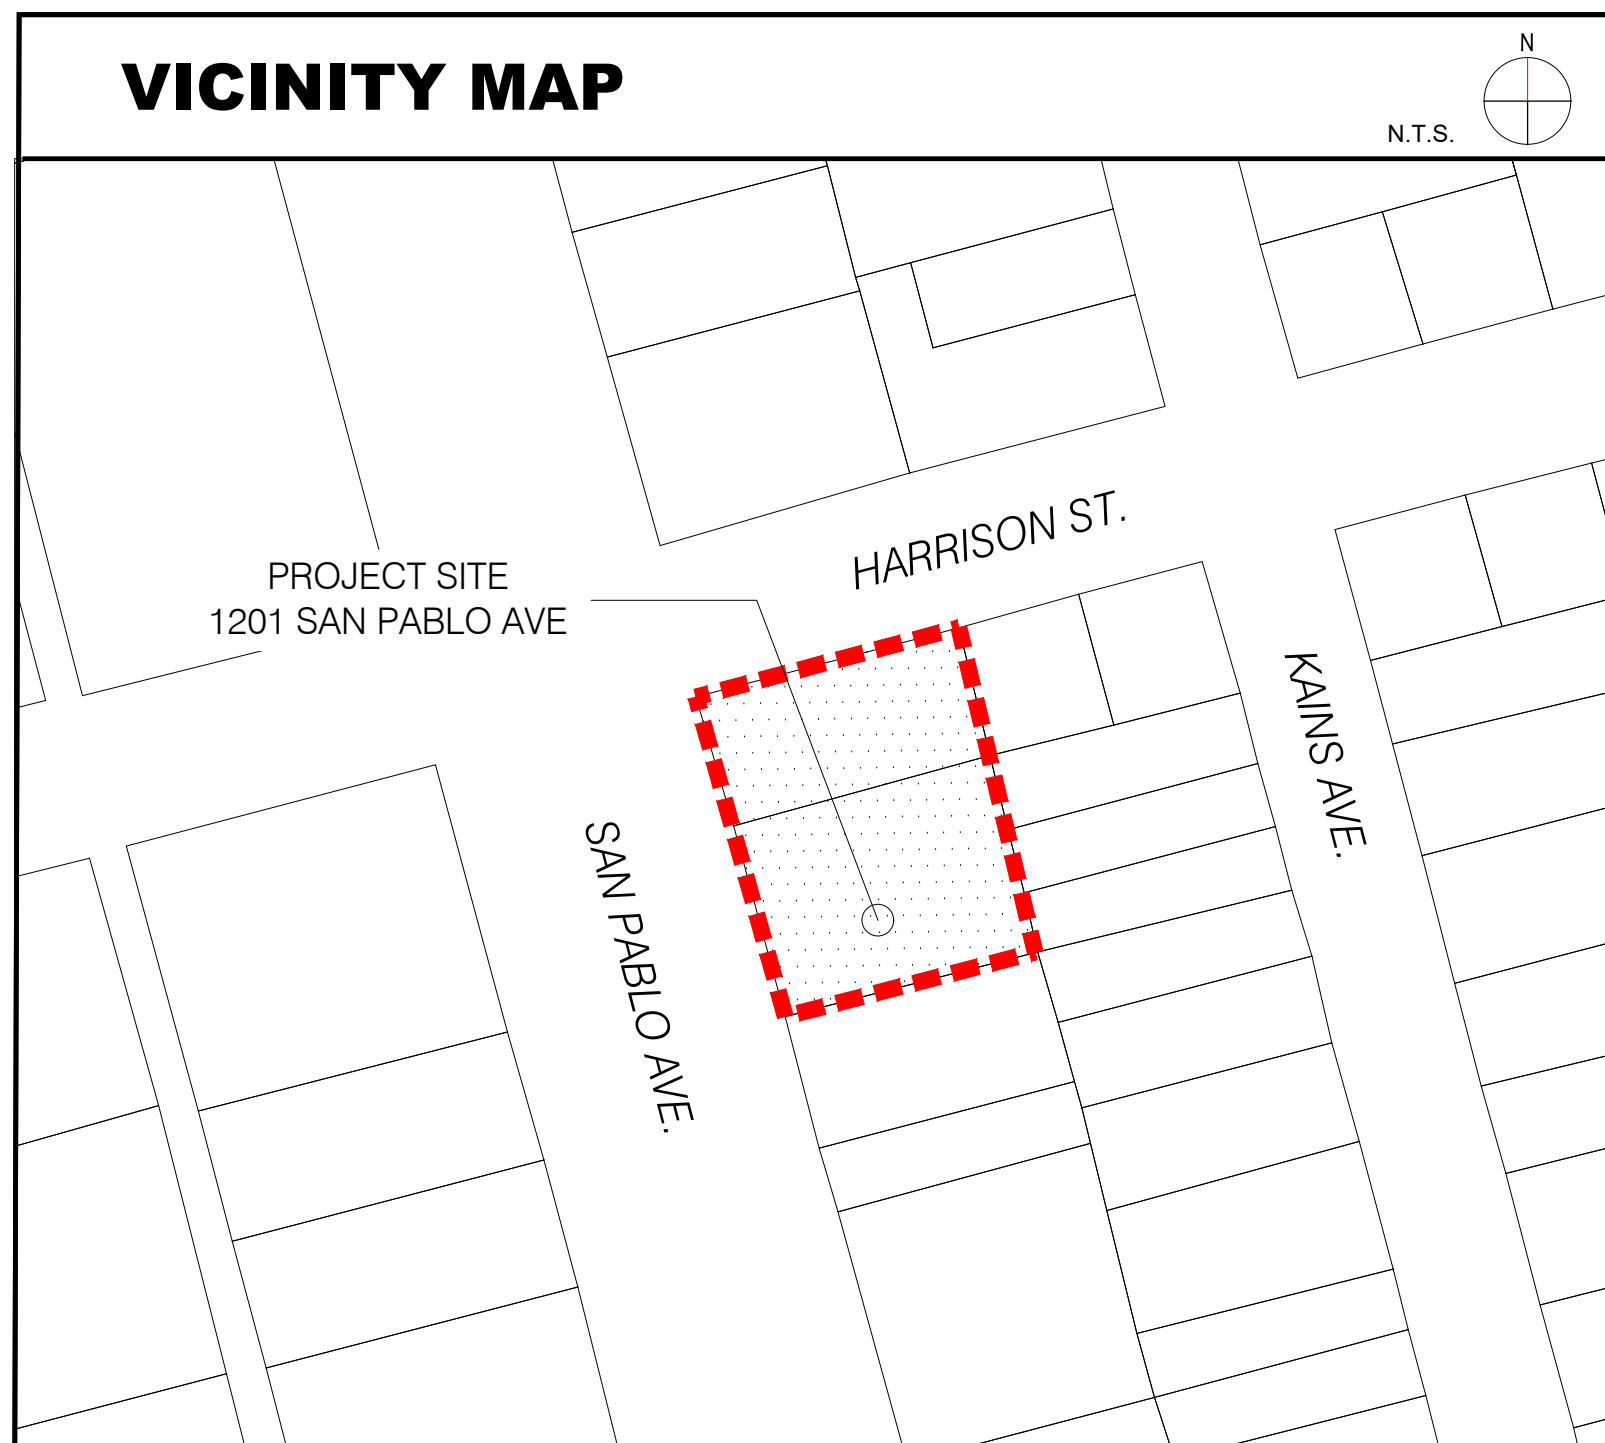 VICINITY MAP
N
N.T.S.
HARRISON ST.
PROJECT SITE
1201 SAN PABLO AVE
KAINS AVE.
SAN PABLO AVE.